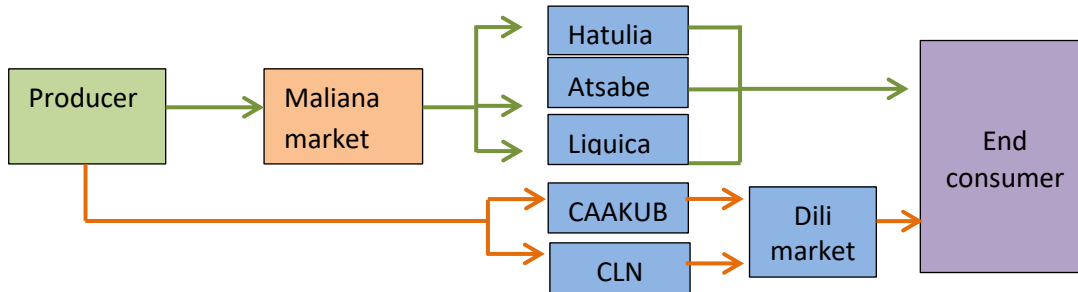 Producer
Maliana
market
Hatulia
Atsabe
Liquica
CAAKUB
CLN
Dili
market
End
consumer